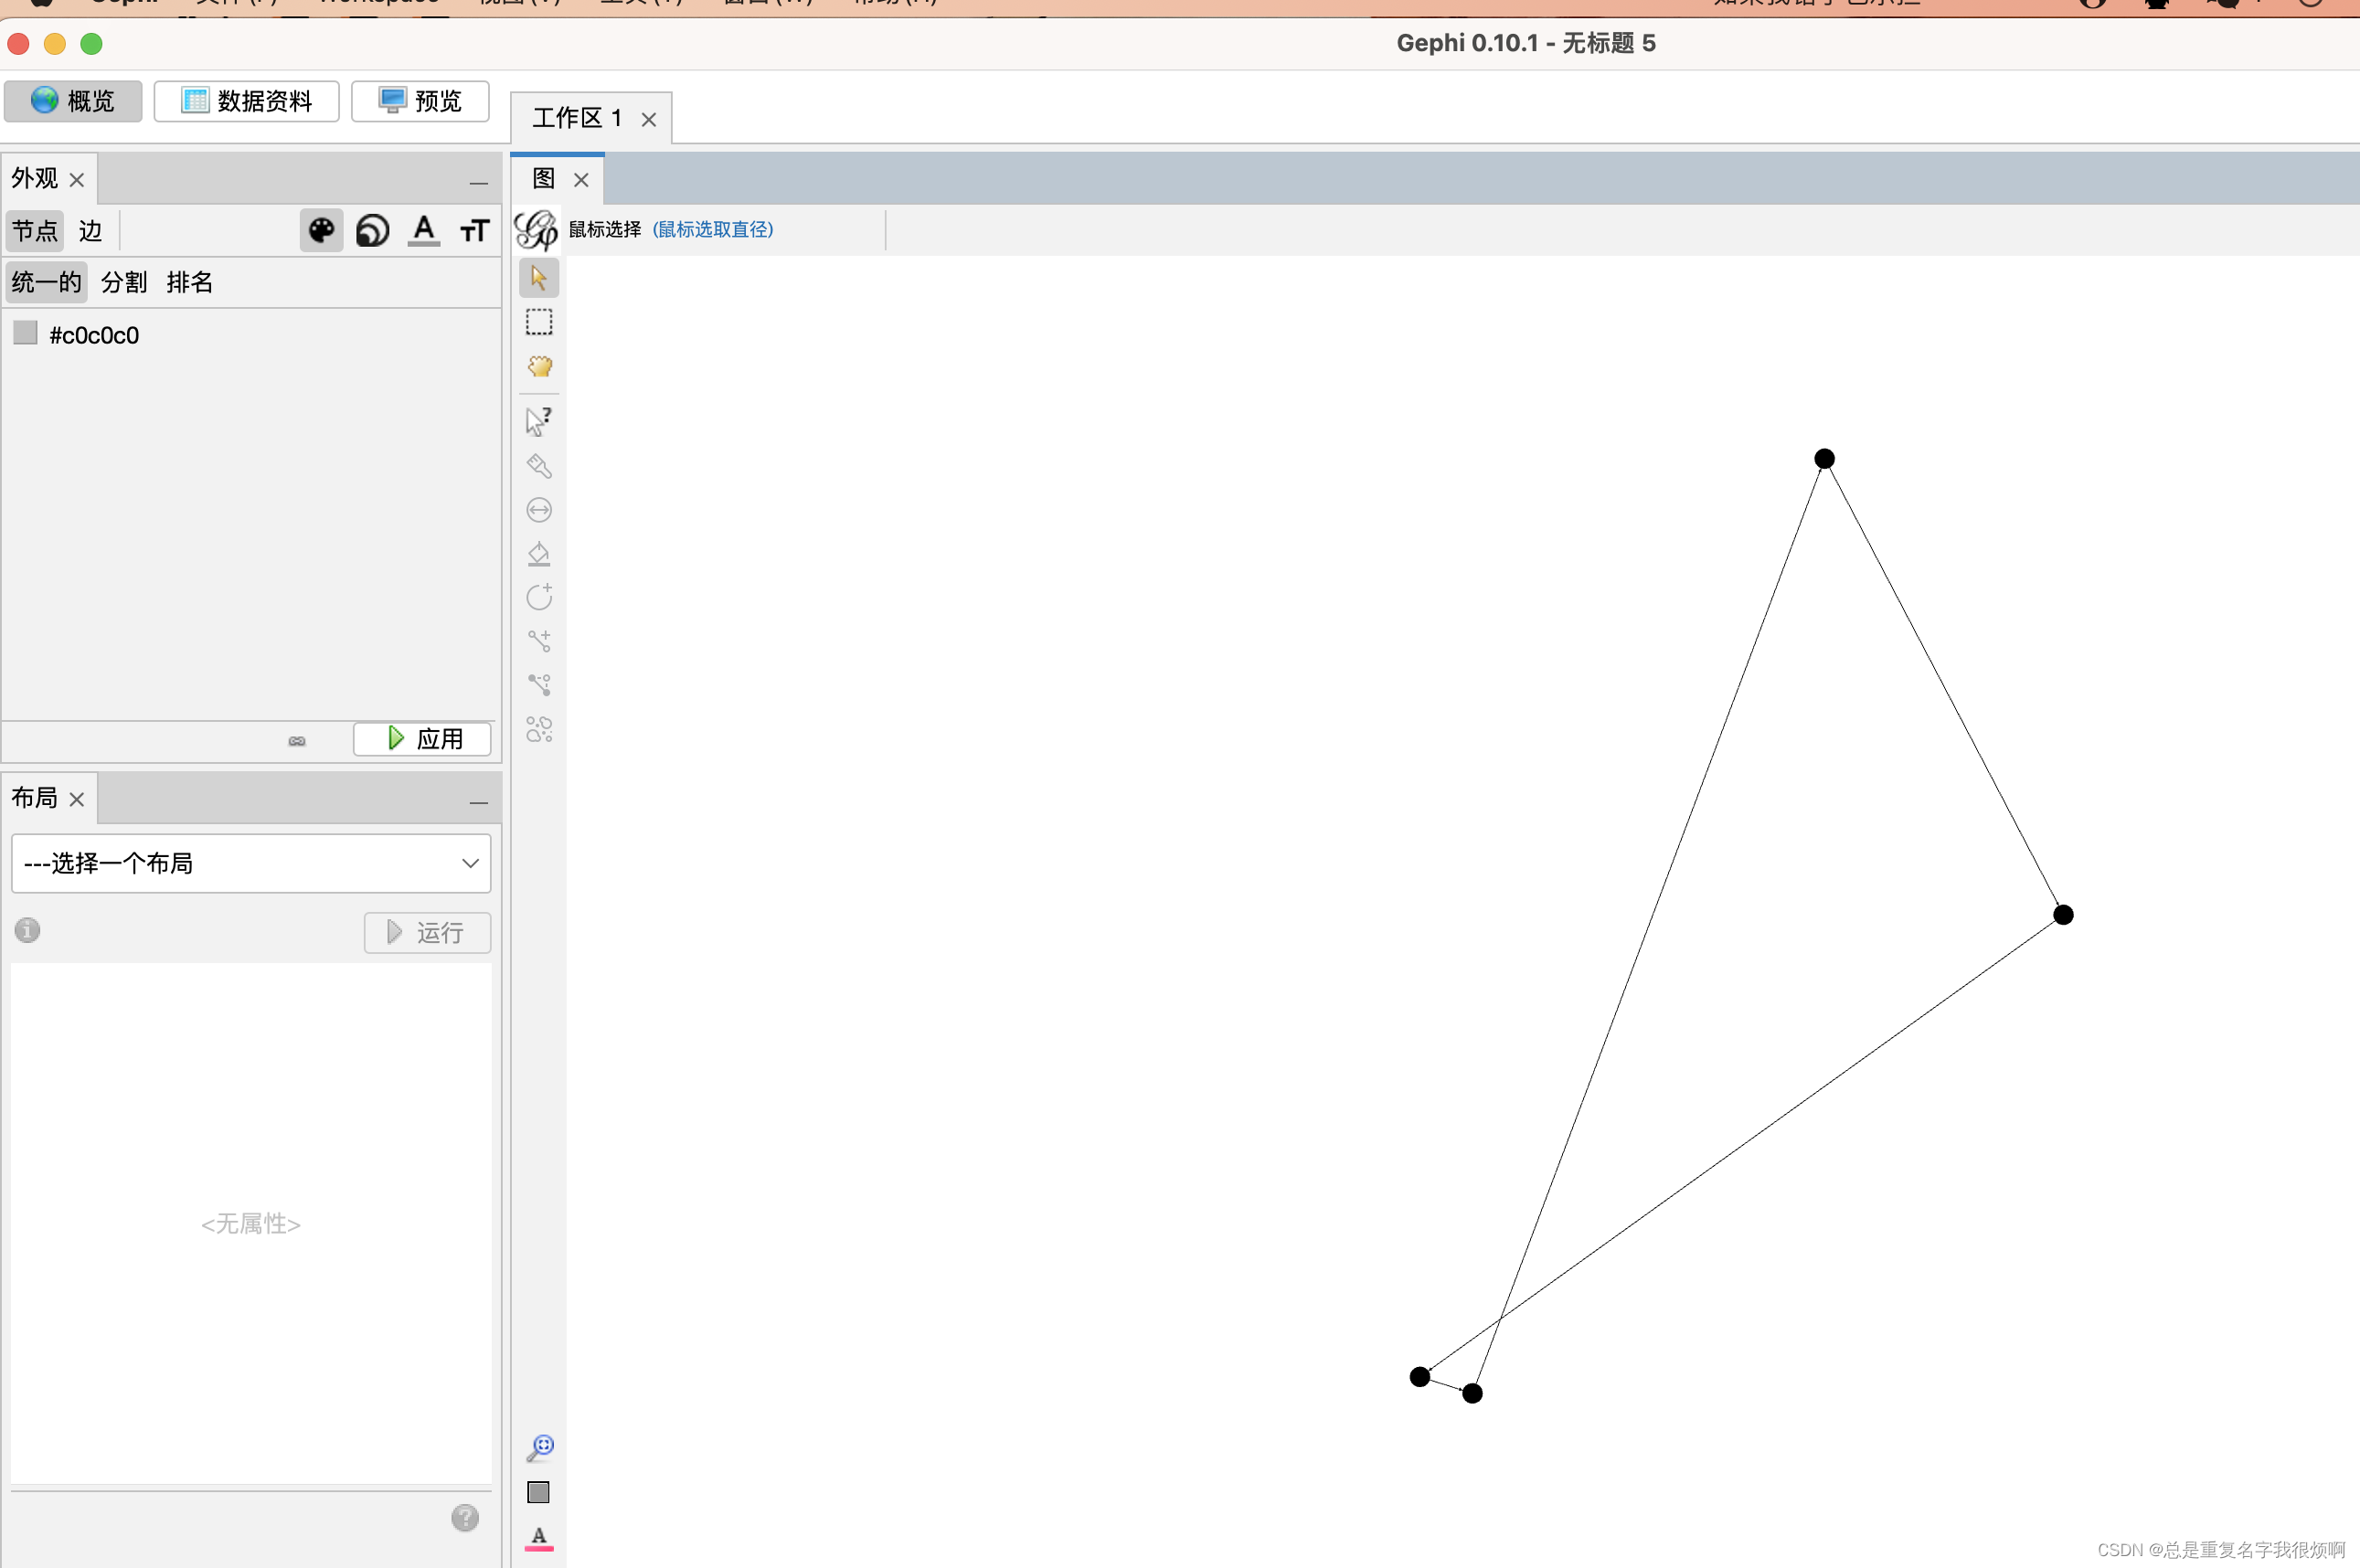 Gephi 0.10.1 - 无标题 5
概览 数据资料 预览
工作区 1
外观
图
节点 边
鼠标选择 (鼠标选取直径)
统一的 分割 排名
#c0c0c0
应用
布局
---选择一个布局
运行
<无属性>
CSDN @总是重复名字我很烦啊